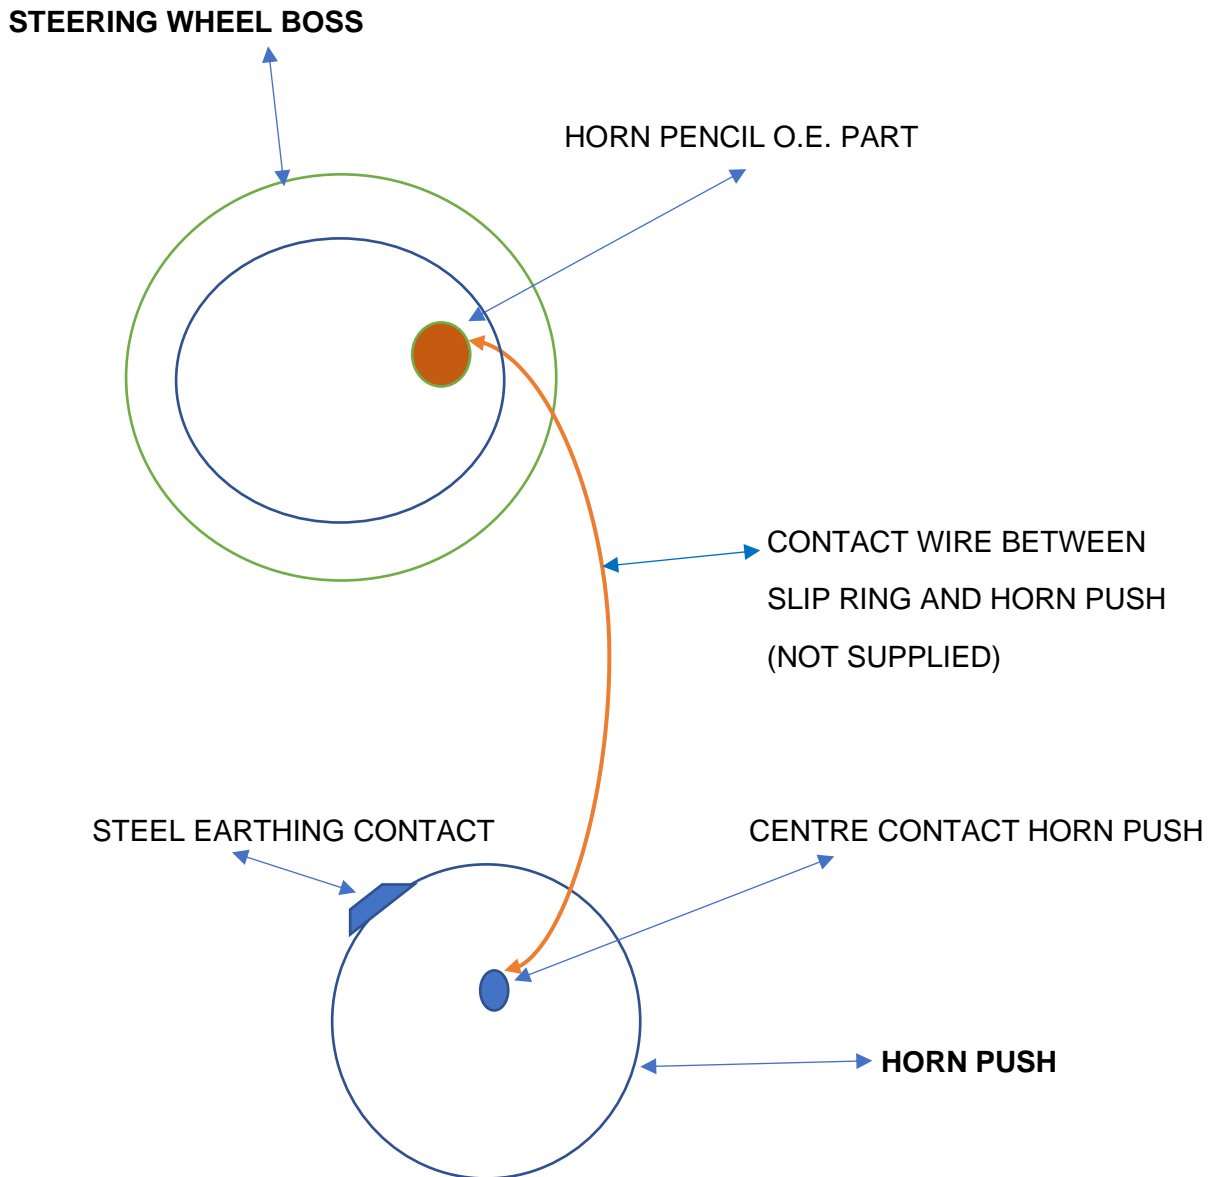 STEERING WHEEL BOSS
HORN PENCIL O.E. PART
CONTACT WIRE BETWEEN
SLIP RING AND HORN PUSH
(NOT SUPPLIED)
STEEL EARTHING CONTACT
CENTRE CONTACT HORN PUSH
HORN PUSH